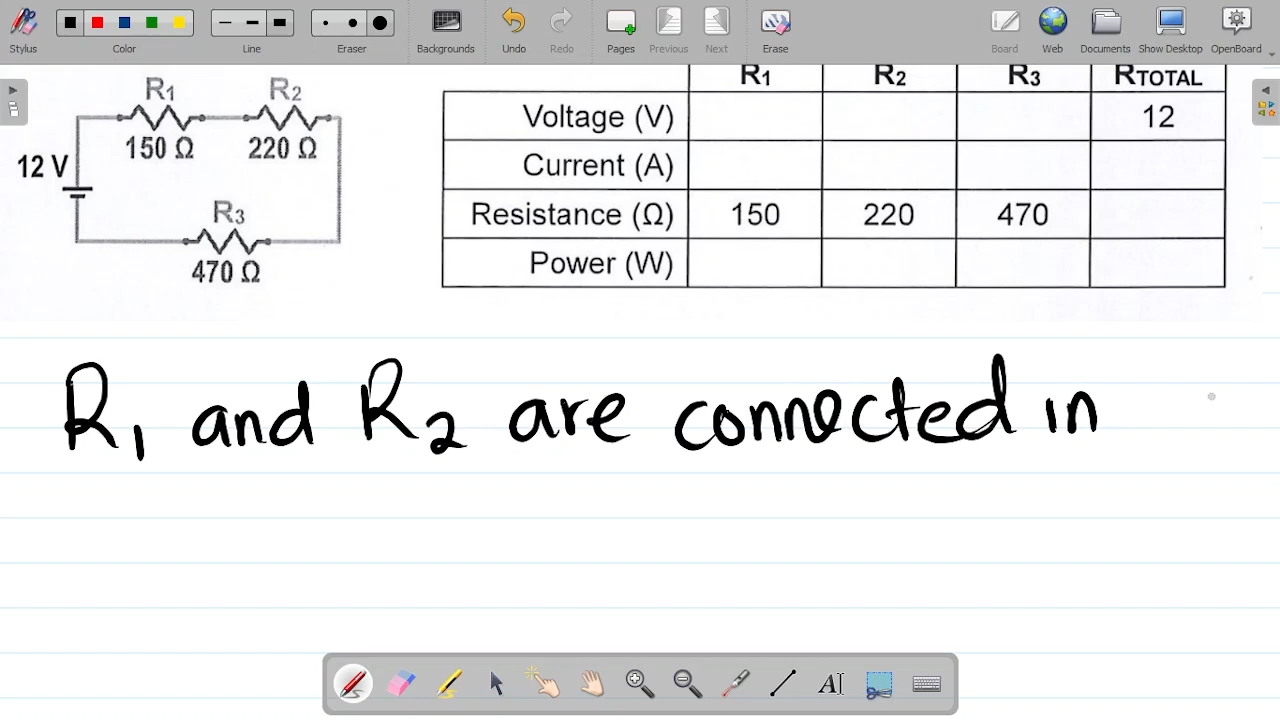 Stylus Color Line Eraser Backgrounds Undo Redo Pages Previous Next Erase Board Web Documents Show Desktop OpenBoard
R1 R2
150 Ω 220 Ω
12 V
R3
470 Ω
R1 R2 R3 RTOTAL
Voltage (V) 12
Current (A)
Resistance (Ω) 150 220 470
Power (W)
R1 and R2 are connected in
AI